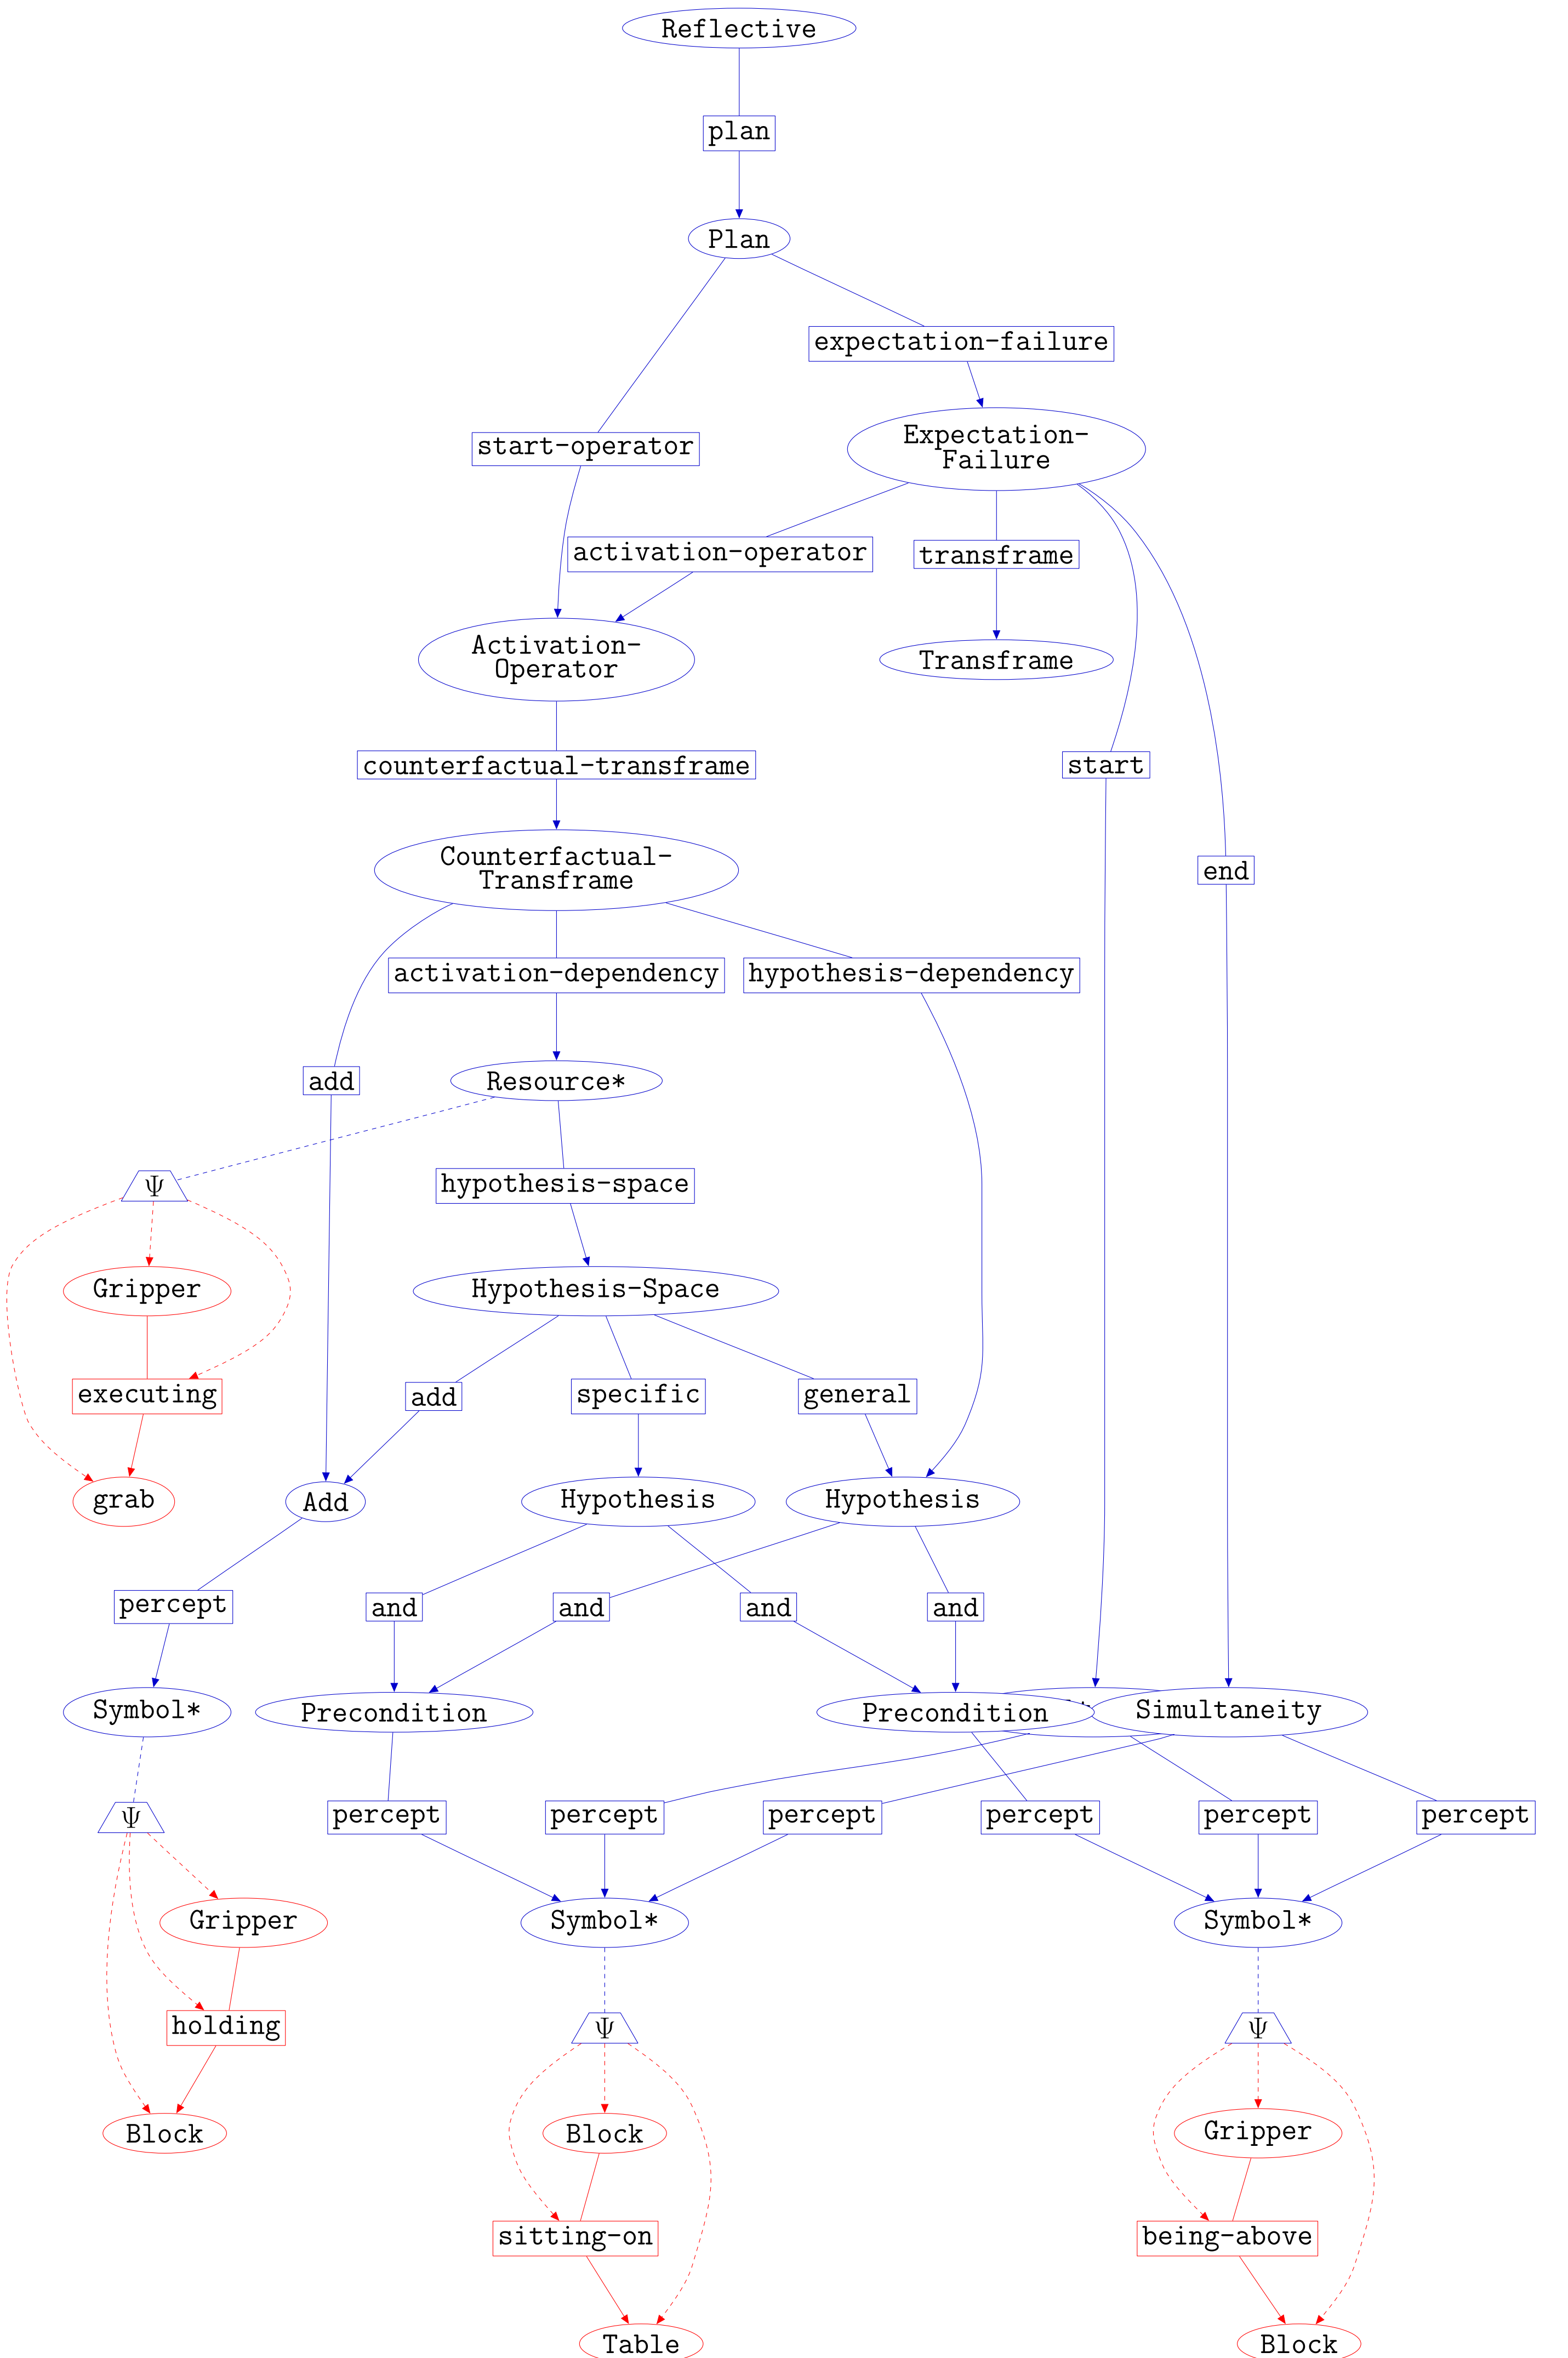 Reflective
plan
Plan
expectation-failure
start-operator
Expectation-
Failure
activation-operator
transframe
Activation-
Operator
Transframe
counterfactual-transframe
start
Counterfactual-
Transframe
end
activation-dependency
hypothesis-dependency
add
Resource*
Ψ
hypothesis-space
Gripper
Hypothesis-Space
executing
add
specific
general
grab
Add
Hypothesis
Hypothesis
percept
and
and
and
and
Symbol*
Precondition
Precondition
Simultaneity
Ψ
percept
percept
percept
percept
percept
percept
Gripper
Symbol*
Symbol*
holding
Ψ
Ψ
Block
Block
Gripper
sitting-on
being-above
Table
Block